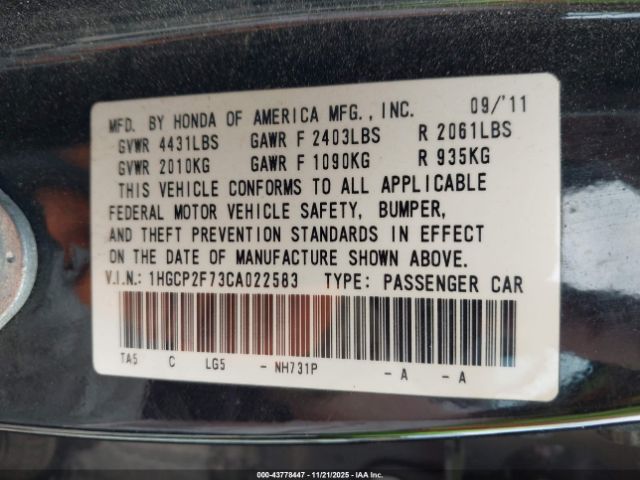 MFD. BY HONDA OF AMERICA MFG., INC. 09/'11
GVWR 4431LBS GAWR F 2403LBS R 2061LBS
GVWR 2010KG GAWR F 1090KG R 935KG
THIS VEHICLE CONFORMS TO ALL APPLICABLE
FEDERAL MOTOR VEHICLE SAFETY, BUMPER,
AND THEFT PREVENTION STANDARDS IN EFFECT
ON THE DATE OF MANUFACTURE SHOWN ABOVE.
V.I.N.: 1HGCP2F73CA022583 TYPE: PASSENGER CAR
TA5 C LG5 - NH731P - A - A
000-43778447 - 11/21/2025 - IAAI.COM